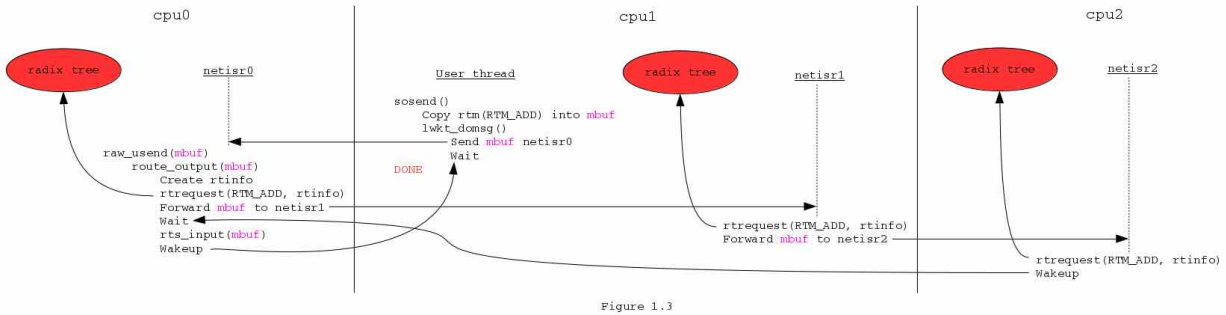 cpu0
radix tree
netisr0
raw_usend(mbuf)
route_output(mbuf)
Create rtinfo
rtrequest(RTM_ADD, rtinfo)
Forward mbuf to netisr1
Wait
rts_input(mbuf)
Wakeup
cpu1
User thread
sosend()
Copy rtm(RTM_ADD) into mbuf
lwkt_domsg()
Send mbuf netisr0
Wait
DONE
radix tree
netisr1
rtrequest(RTM_ADD, rtinfo)
Forward mbuf to netisr2
cpu2
radix tree
netisr2
rtrequest(RTM_ADD, rtinfo)
Wakeup
Figure 1.3